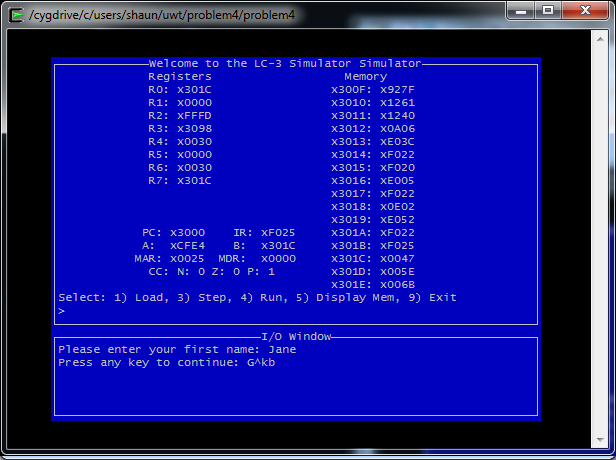 /cygdrive/c/users/shaun/uwt/problem4/problem4
Welcome to the LC-3 Simulator Simulator
Registers Memory
R0: x301C x300F: x927F
R1: x0000 x3010: x1261
R2: xFFFD x3011: x1240
R3: x3098 x3012: x0A06
R4: x0030 x3013: xE03C
R5: x0000 x3014: xF022
R6: x0030 x3015: xF020
R7: x301C x3016: xE005
x3017: xF022
x3018: x0E02
x3019: xE052
PC: x3000 IR: xF025 x301A: xF022
A: xCFE4 B: x301C x301B: xF025
MAR: x0025 MDR: x0000 x301C: x0047
CC: N: 0 Z: 0 P: 1 x301D: x005E
x301E: x006B
Select: 1) Load, 3) Step, 4) Run, 5) Display Mem, 9) Exit
>
I/O Window
Please enter your first name: Jane
Press any key to continue: G^kb